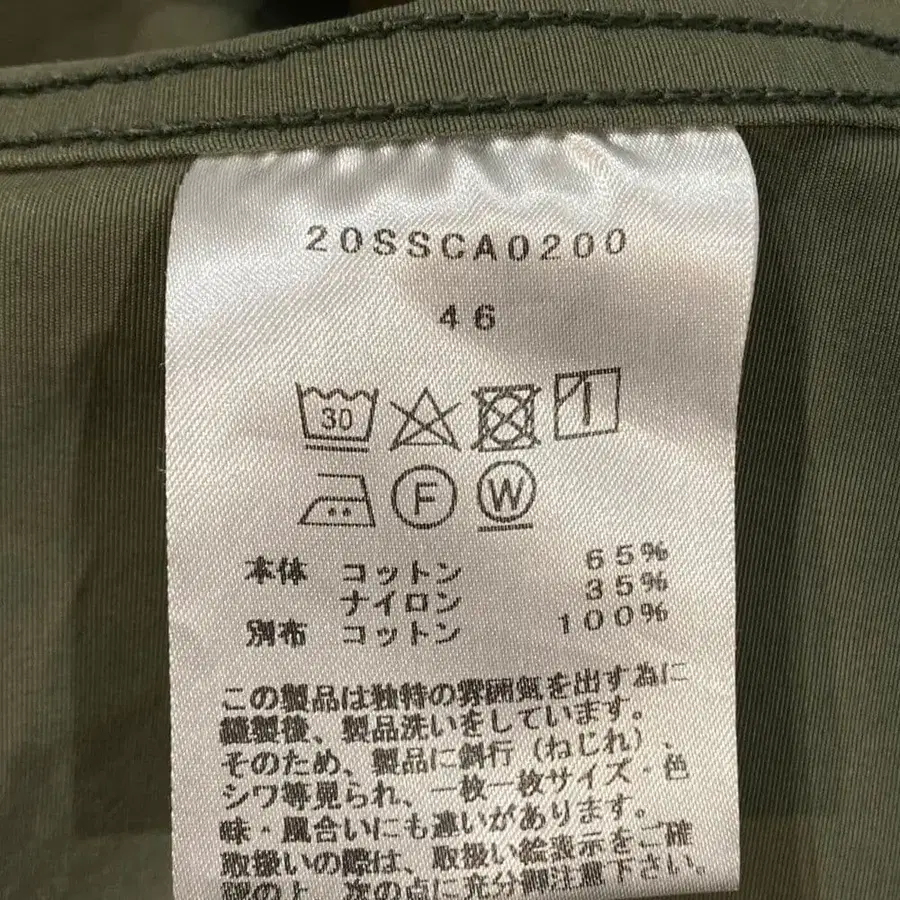 20SSCA0200
46
30
F W
本体 コットン 65%
ナイロン 35%
別布 コットン 100%
この製品は独特の雰囲気を出す為に
縫製後、製品洗いをしています。
そのため、製品に斜行（ねじれ）、
シワ等見られ、一枚一枚サイズ・色
味・風合いにも違いがあります。
取扱いの際は、取扱い絵表示をご確
認の上、次の点に充分御注意下さい。